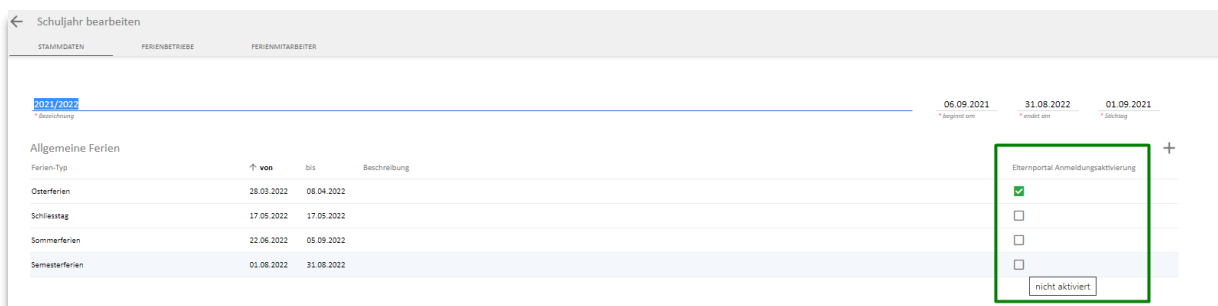 Schuljahr bearbeiten
STAMMDATEN FERIENBETRIEBE FERIENMITARBEITER
2021/2022 06.09.2021 31.08.2022 01.09.2021
* Bezeichnung * beginnt am * endet am * Stichtag
Allgemeine Ferien
Ferien-Typ von bis Beschreibung Elternportal Anmeldungsaktivierung
Osterferien 28.03.2022 08.04.2022
Schliesstag 17.05.2022 17.05.2022
Sommerferien 22.06.2022 05.09.2022
Semesterferien 01.08.2022 31.08.2022
nicht aktiviert